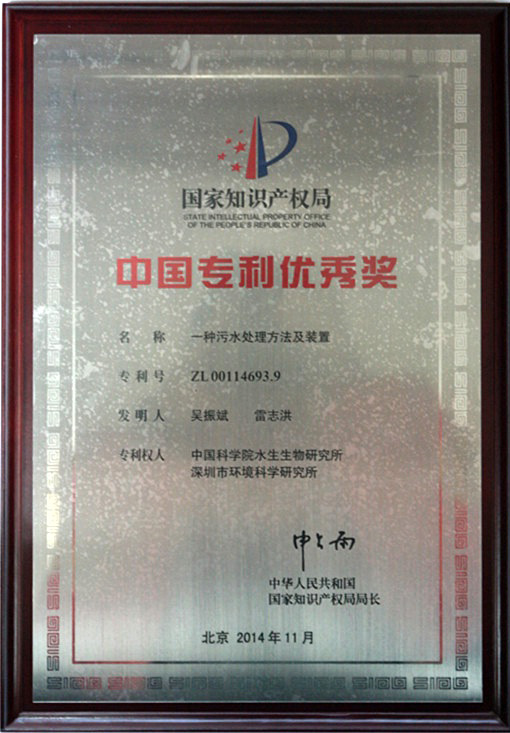 国家知识产权局
STATE INTELLECTUAL PROPERTY OFFICE
OF THE PEOPLE'S REPUBLIC OF CHINA
中国专利优秀奖
名 称 一种污水处理方法及装置
专 利 号 ZL 00114693.9
发 明 人 吴振斌 雷志洪
专利权人 中国科学院水生生物研究所
深圳市环境科学研究所
申长雨
中华人民共和国
国家知识产权局局长
北京 2014年11月